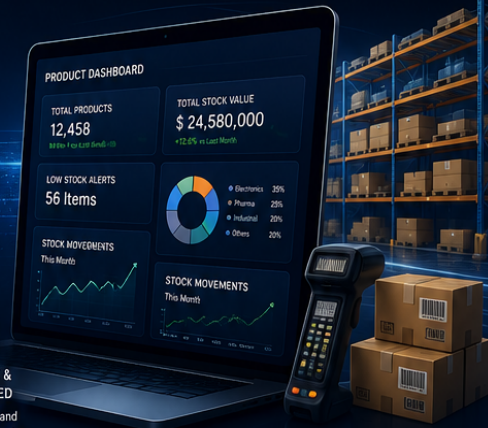 PRODUCT DASHBOARD
TOTAL PRODUCTS
12,458
TOTAL STOCK VALUE
$ 24,580,000
+12.6% vs Last Month
LOW STOCK ALERTS
56 Items
Electronics 35%
Pharma 25%
Industrial 20%
Others 20%
STOCK MOVEMENTS
This Month
STOCK MOVEMENTS
This Month
&
ED
and